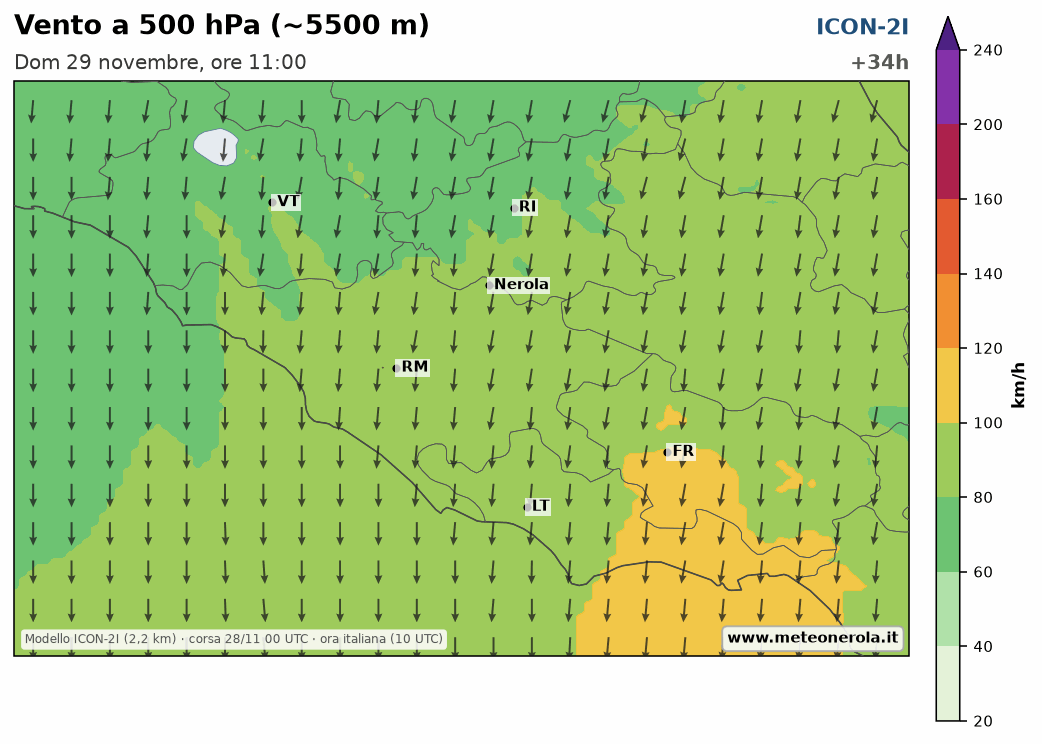 Vento a 500 hPa (~5500 m)
ICON-2I
Dom 29 novembre, ore 11:00
+34h
VT
RI
Nerola
RM
FR
LT
Modello ICON-2I (2,2 km) · corsa 28/11 00 UTC · ora italiana (10 UTC)
www.meteonerola.it
240
200
160
140
120
100
80
60
40
20
km/h